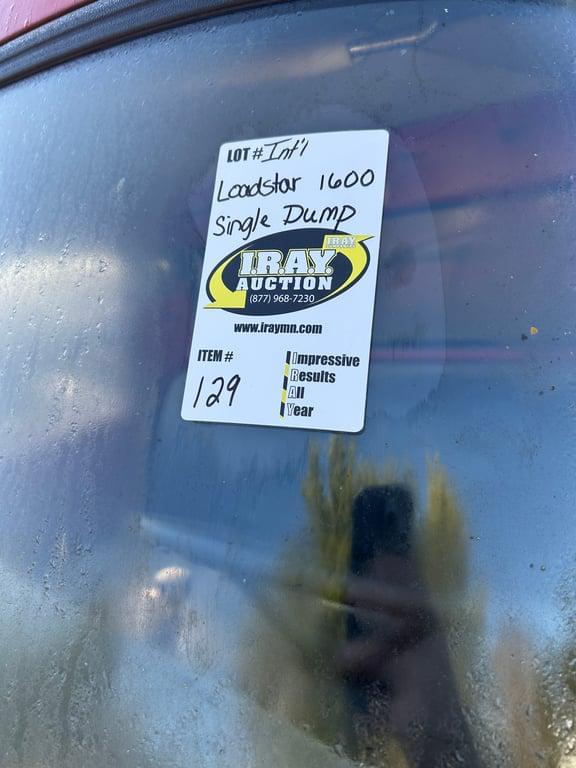 LOT # Int'l
Loadstar 1600
Single Dump
I.R.A.Y.
I.R.A.Y.
AUCTION
(877) 968-7230
www.iraymn.com
ITEM #
129
Impressive
Results
All
Year